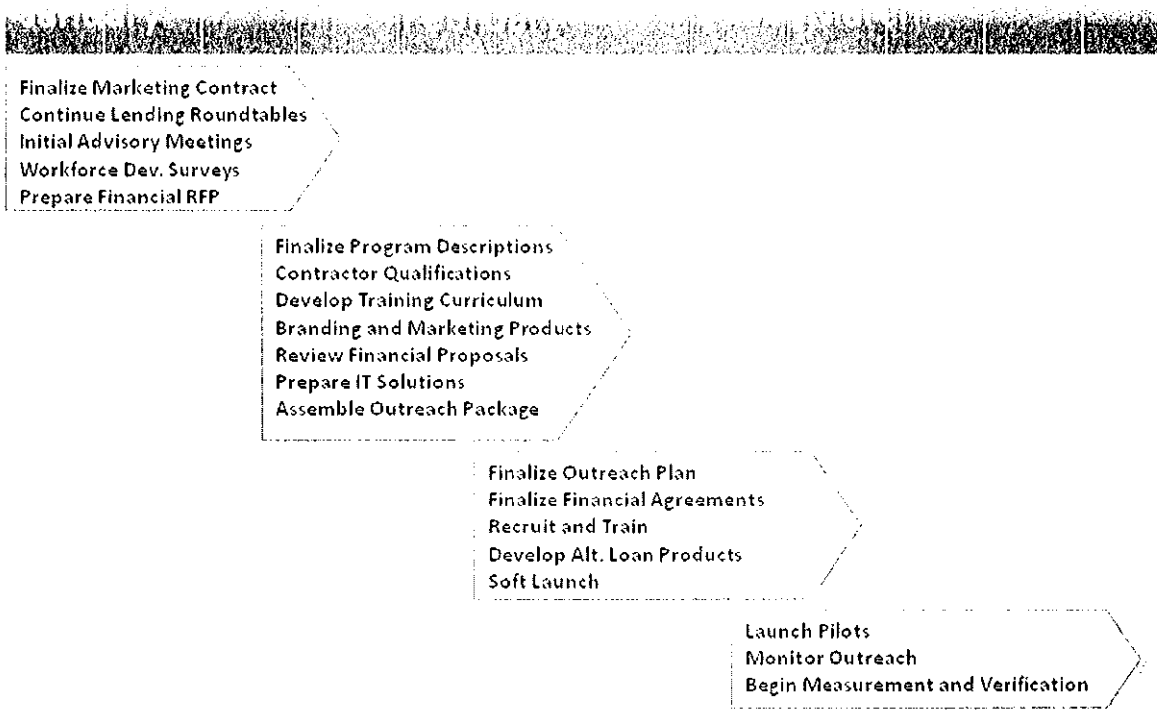 Finalize Marketing Contract
Continue Lending Roundtables
Initial Advisory Meetings
Workforce Dev. Surveys
Prepare Financial RFP
Finalize Program Descriptions
Contractor Qualifications
Develop Training Curriculum
Branding and Marketing Products
Review Financial Proposals
Prepare IT Solutions
Assemble Outreach Package
Finalize Outreach Plan
Finalize Financial Agreements
Recruit and Train
Develop Alt. Loan Products
Soft Launch
Launch Pilots
Monitor Outreach
Begin Measurement and Verification